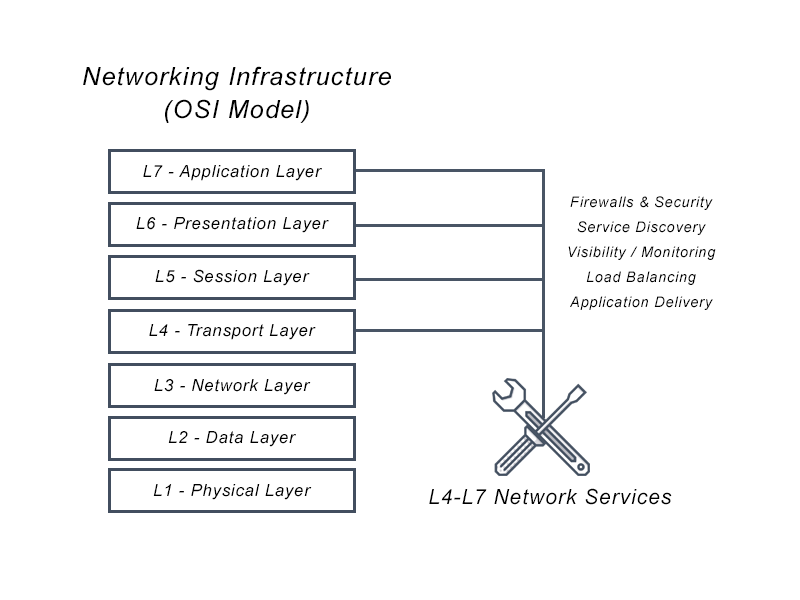 Networking Infrastructure
(OSI Model)
L7 - Application Layer
L6 - Presentation Layer
L5 - Session Layer
L4 - Transport Layer
L3 - Network Layer
L2 - Data Layer
L1 - Physical Layer
Firewalls & Security
Service Discovery
Visibility / Monitoring
Load Balancing
Application Delivery
L4-L7 Network Services